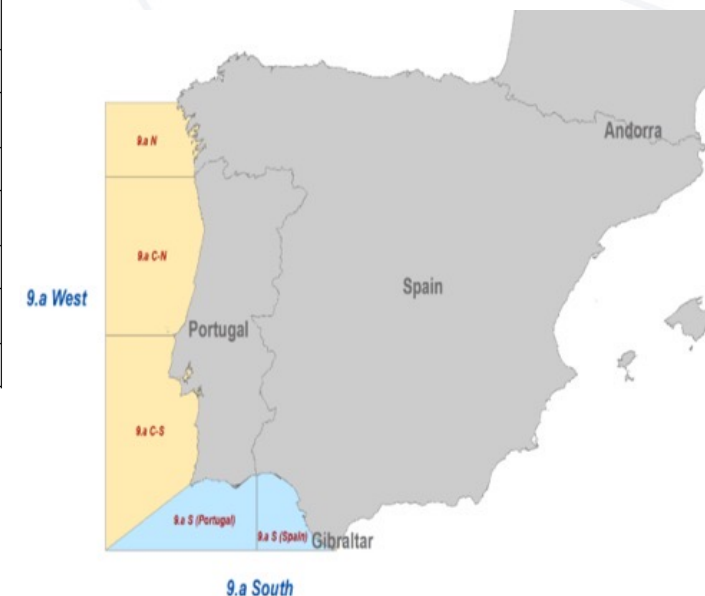 Andorra
9.a N
9.a C-N
Spain
9.a West
Portugal
9.a C-S
9.a S (Portugal)
9.a S (Spain)
Gibraltar
9.a South